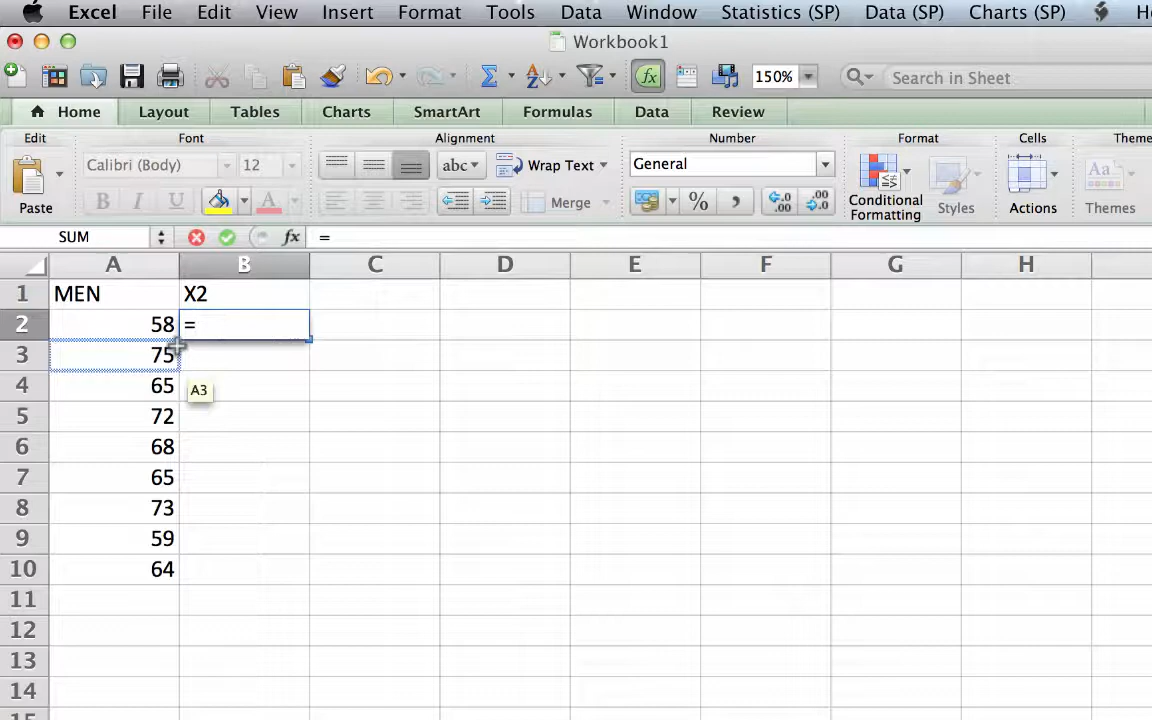 Excel File Edit View Insert Format Tools Data Window Statistics (SP) Data (SP) Charts (SP)
Workbook1
fx 150% Search in Sheet
Home Layout Tables Charts SmartArt Formulas Data Review
Edit Font Alignment Number Format Cells
Calibri (Body) 12 abc Wrap Text General
Paste B I U A Merge % Conditional Formatting Styles Actions Aa Themes
SUM fx =
A B C D E F G H
1 MEN X2
2 58 =
3 75
4 65 A3
5 72
6 68
7 65
8 73
9 59
10 64
11
12
13
14